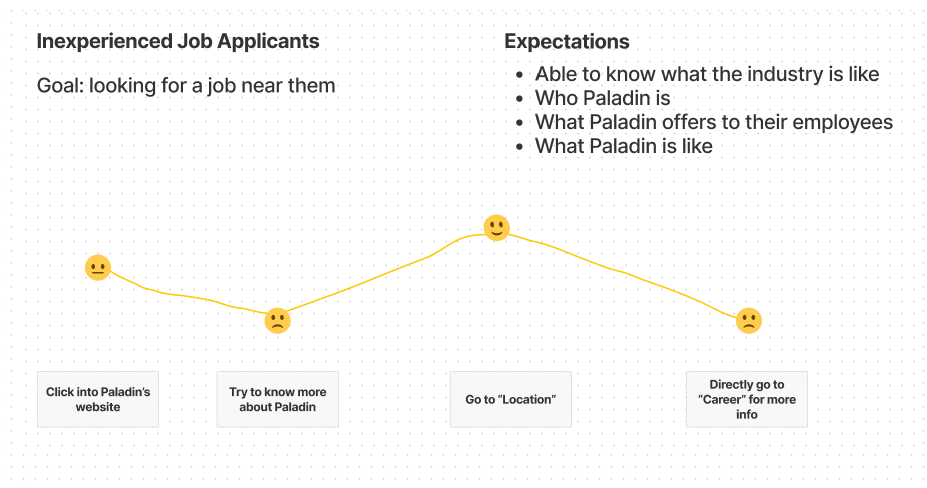 Inexperienced Job Applicants
Goal: looking for a job near them
Expectations
• Able to know what the industry is like
• Who Paladin is
• What Paladin offers to their employees
• What Paladin is like
Click into Paladin's
website
Try to know more
about Paladin
Go to “Location”
Directly go to
“Career” for more
info